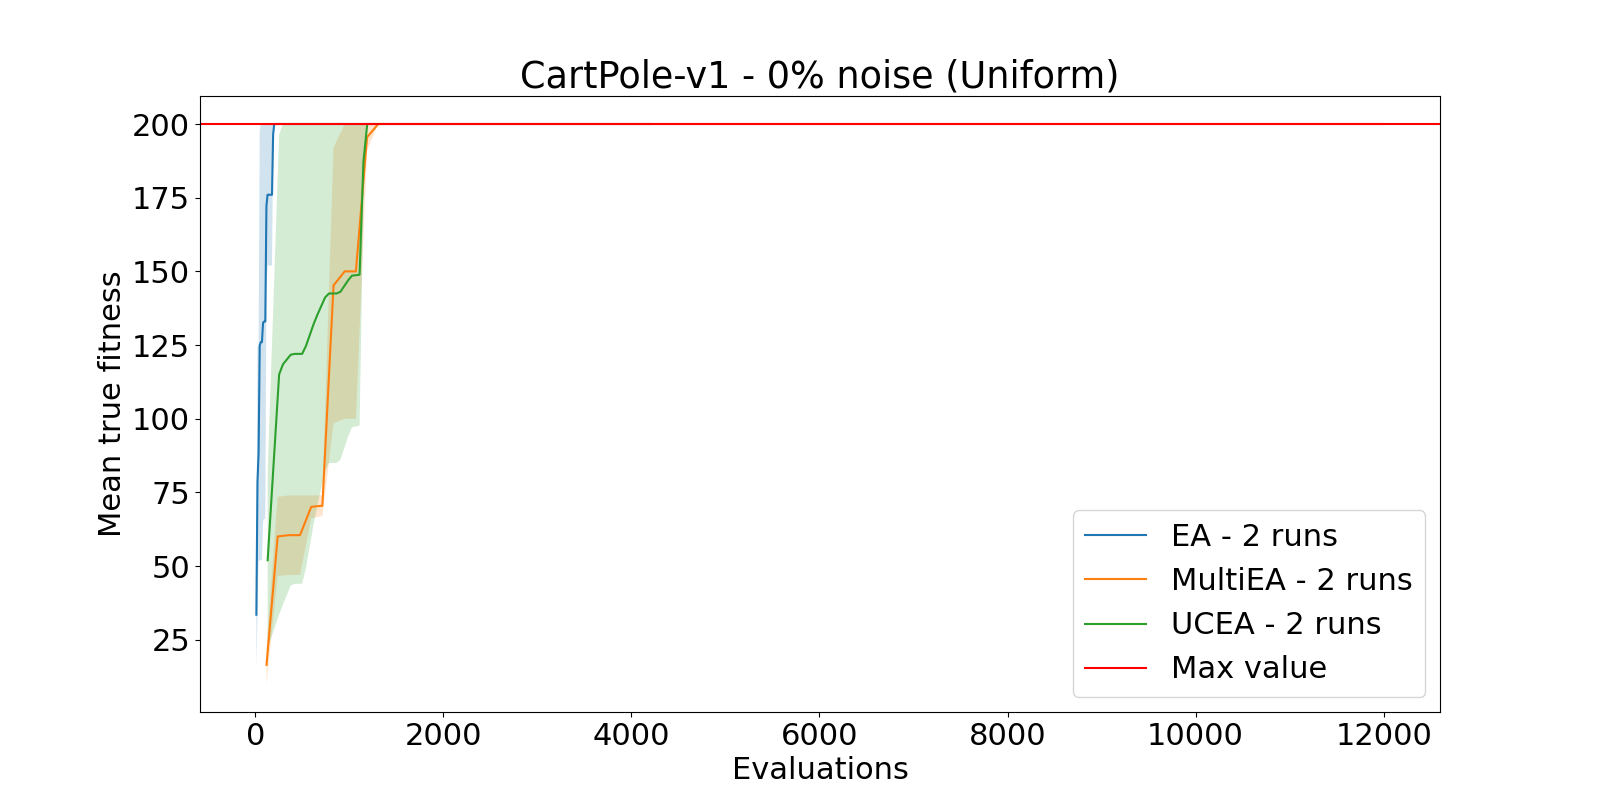 CartPole-v1 - 0% noise (Uniform)
200
175
150
125
100
75
50
25
Mean true fitness
0 2000 4000 6000 8000 10000 12000
Evaluations
EA - 2 runs
MultiEA - 2 runs
UCEA - 2 runs
Max value